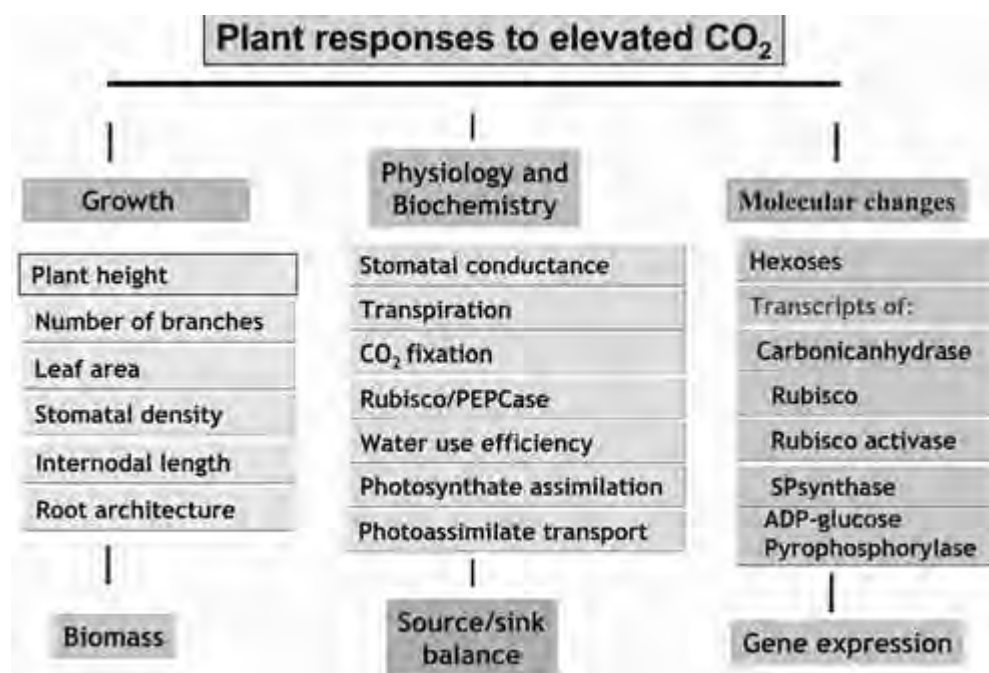 Plant responses to elevated CO₂
Growth
Plant height
Number of branches
Leaf area
Stomatal density
Internodal length
Root architecture
Biomass
Physiology and
Biochemistry
Stomatal conductance
Transpiration
CO₂ fixation
Rubisco/PEPCase
Water use efficiency
Photosynthate assimilation
Photoassimilate transport
Source/sink
balance
Molecular changes
Hexoses
Transcripts of:
Carbonicanhydrase
Rubisco
Rubisco activase
SPsynthase
ADP-glucose
Pyrophosphorylase
Gene expression